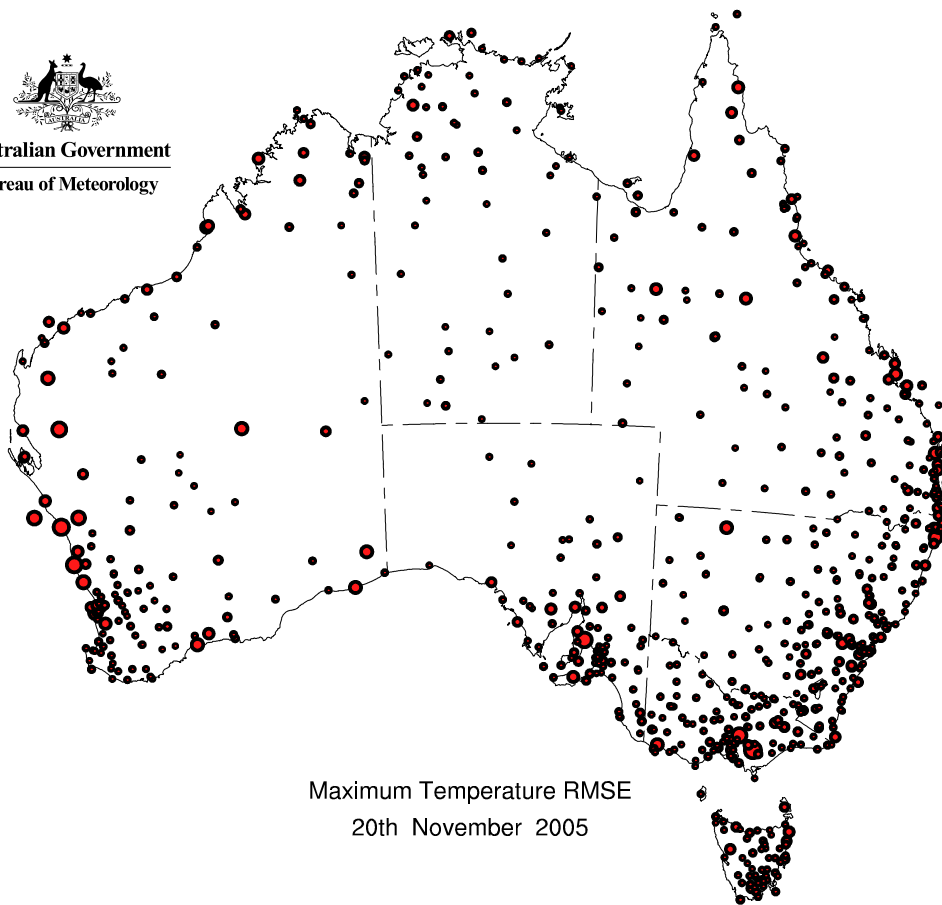 AUSTRALIA
tralian Government
reau of Meteorology
Maximum Temperature RMSE
20th November 2005